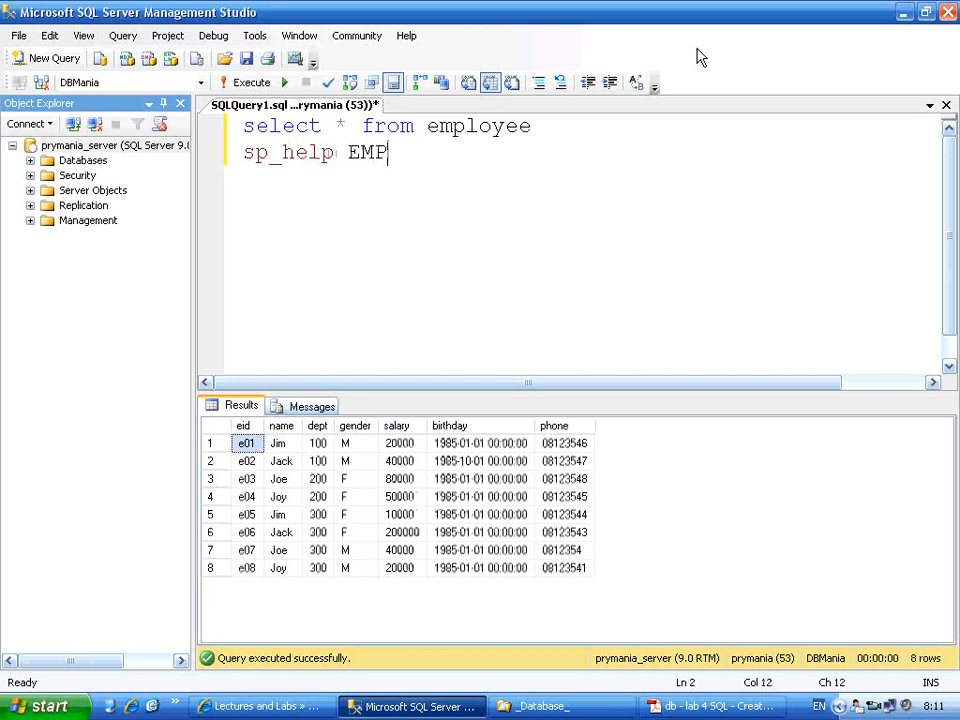 Microsoft SQL Server Management Studio
File Edit View Query Project Debug Tools Window Community Help
New Query
DBMania Execute
Object Explorer
SQLQuery1.sql ...rymania (53))*
Connect
prymania_server (SQL Server 9.0
Databases
Security
Server Objects
Replication
Management
select * from employee
sp_help EMP
Results Messages
eid name dept gender salary birthday phone
1 e01 Jim 100 M 20000 1985-01-01 00:00:00 08123546
2 e02 Jack 100 M 40000 1985-10-01 00:00:00 08123547
3 e03 Joe 200 F 80000 1985-01-01 00:00:00 08123548
4 e04 Joy 200 F 50000 1985-01-01 00:00:00 08123545
5 e05 Jim 300 F 10000 1985-01-01 00:00:00 08123544
6 e06 Jack 300 F 200000 1985-01-01 00:00:00 08123543
7 e07 Joe 300 M 40000 1985-01-01 00:00:00 0812354
8 e08 Joy 300 M 20000 1985-01-01 00:00:00 08123541
Query executed successfully. prymania_server (9.0 RTM) prymania (53) DBMania 00:00:00 8 rows
Ready Ln 2 Col 12 Ch 12 INS
start Lectures and Labs » ... Microsoft SQL Server ... _Database_ db - lab 4 SQL - Creat... EN 8:11